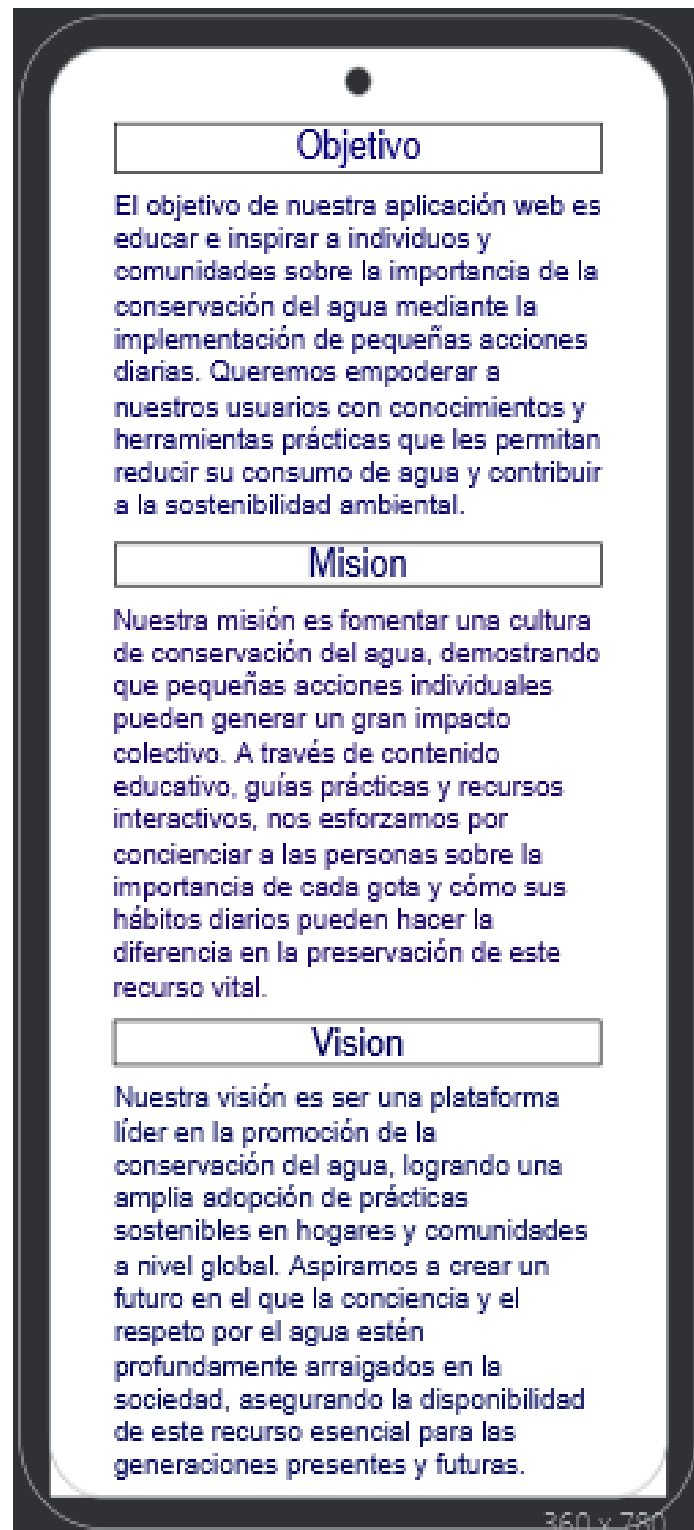 Objetivo
El objetivo de nuestra aplicación web es
educar e inspirar a individuos y
comunidades sobre la importancia de la
conservación del agua mediante la
implementación de pequeñas acciones
diarias. Queremos empoderar a
nuestros usuarios con conocimientos y
herramientas prácticas que les permitan
reducir su consumo de agua y contribuir
a la sostenibilidad ambiental.
Mision
Nuestra misión es fomentar una cultura
de conservación del agua, demostrando
que pequeñas acciones individuales
pueden generar un gran impacto
colectivo. A través de contenido
educativo, guías prácticas y recursos
interactivos, nos esforzamos por
concienciar a las personas sobre la
importancia de cada gota y cómo sus
hábitos diarios pueden hacer la
diferencia en la preservación de este
recurso vital.
Vision
Nuestra visión es ser una plataforma
líder en la promoción de la
conservación del agua, logrando una
amplia adopción de prácticas
sostenibles en hogares y comunidades
a nivel global. Aspiramos a crear un
futuro en el que la conciencia y el
respeto por el agua estén
profundamente arraigados en la
sociedad, asegurando la disponibilidad
de este recurso esencial para las
generaciones presentes y futuras.
360 x 780